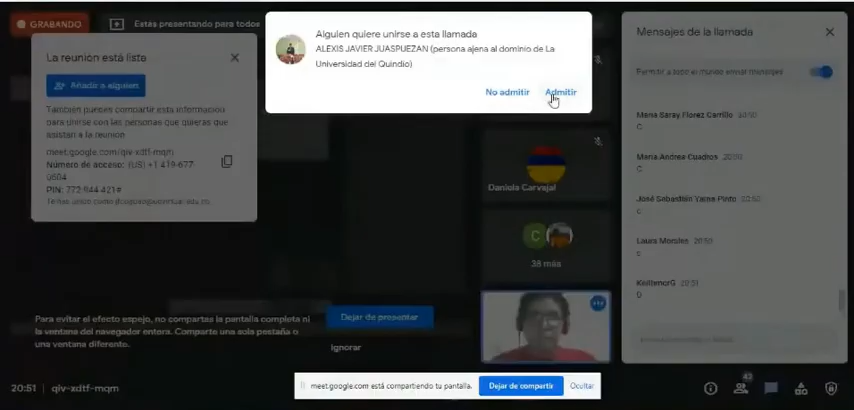 GRABANDO
Estás presentando para todos
La reunión está lista
Añadir a alguien
También puedes compartir esta información
para unirse con las personas que quieras que
asistan a la reunión
meet.google.com/qiv-xdtf-mqm
Número de acceso: (US) +1 419-677-
PIN: 772 944 421#
Alguien quiere unirse a esta llamada
ALEXIS JAVIER JUASPUEZAN (persona ajena al dominio de La
Universidad del Quindío)
No admitir
Admitir
Daniela Carvajal
C
38 más
Mensajes de la llamada
Permitir a todo el mundo enviar mensajes
Maria Saray Florez Carrillo 20:50
C
Maria Andrea Cuadros 20:50
C
José Sebastián Yama Pinto 20:50
c
Laura Morales 20:50
c
20:51
D
Para evitar el efecto espejo, no compartas la pantalla completa ni
la ventana del navegador entera. Comparte una sola pestaña o
una ventana diferente.
Dejar de presentar
Ignorar
20:51 | qiv-xdtf-mqm
meet.google.com está compartiendo tu pantalla.
Dejar de compartir
Ocultar
43